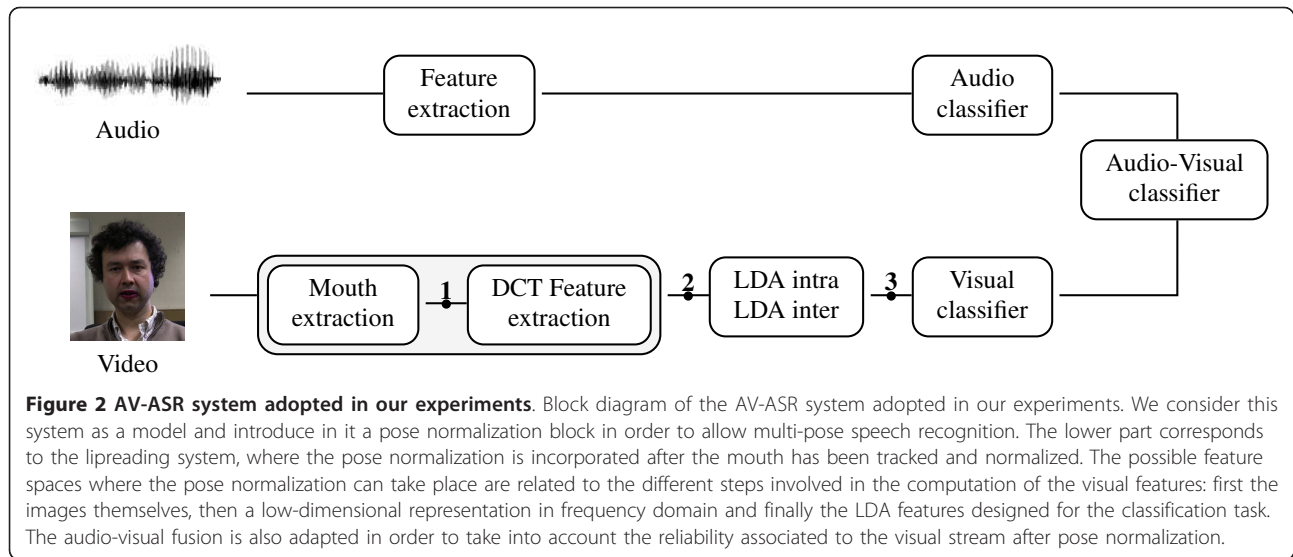 Feature
extraction
Audio
classifier
Audio
Audio-Visual
classifier
Mouth
extraction
1
DCT Feature
extraction
2
LDA intra
LDA inter
3
Visual
classifier
Video
Figure 2 AV-ASR system adopted in our experiments. Block diagram of the AV-ASR system adopted in our experiments. We consider this
system as a model and introduce in it a pose normalization block in order to allow multi-pose speech recognition. The lower part corresponds
to the lipreading system, where the pose normalization is incorporated after the mouth has been tracked and normalized. The possible feature
spaces where the pose normalization can take place are related to the different steps involved in the computation of the visual features: first the
images themselves, then a low-dimensional representation in frequency domain and finally the LDA features designed for the classification task.
The audio-visual fusion is also adapted in order to take into account the reliability associated to the visual stream after pose normalization.